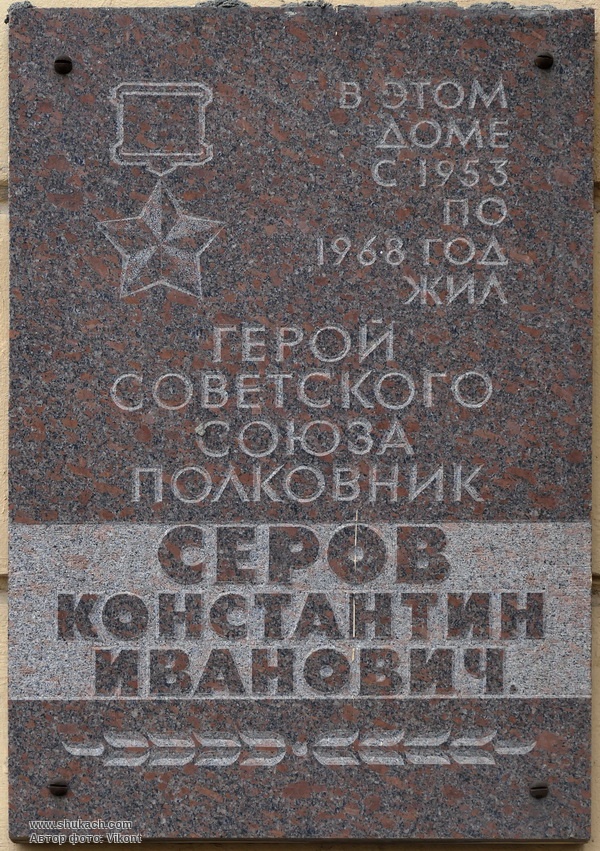 В ЭТОМ
ДОМЕ
С 1953
ПО
1968 ГОД
ЖИЛ
ГЕРОЙ
СОВЕТСКОГО
СОЮЗА
ПОЛКОВНИК
СЕРОВ
КОНСТАНТИН
ИВАНОВИЧ.
www.shukach.com
Автор фото: Vikont